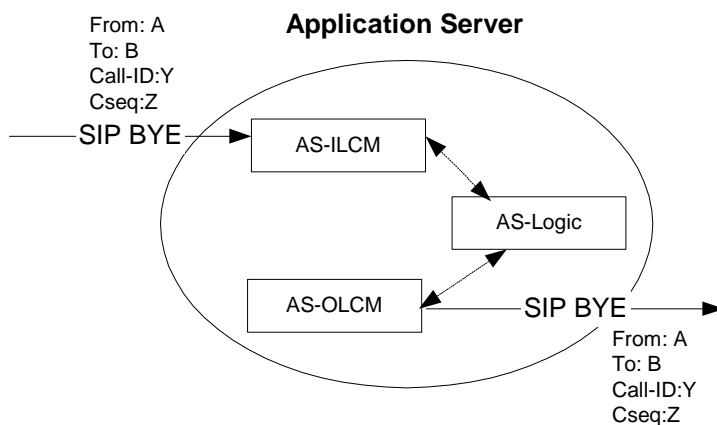 Application Server
From: A
To: B
Call-ID:Y
Cseq:Z
SIP BYE
AS-ILCM
AS-Logic
AS-OLCM
SIP BYE
From: A
To: B
Call-ID:Y
Cseq:Z